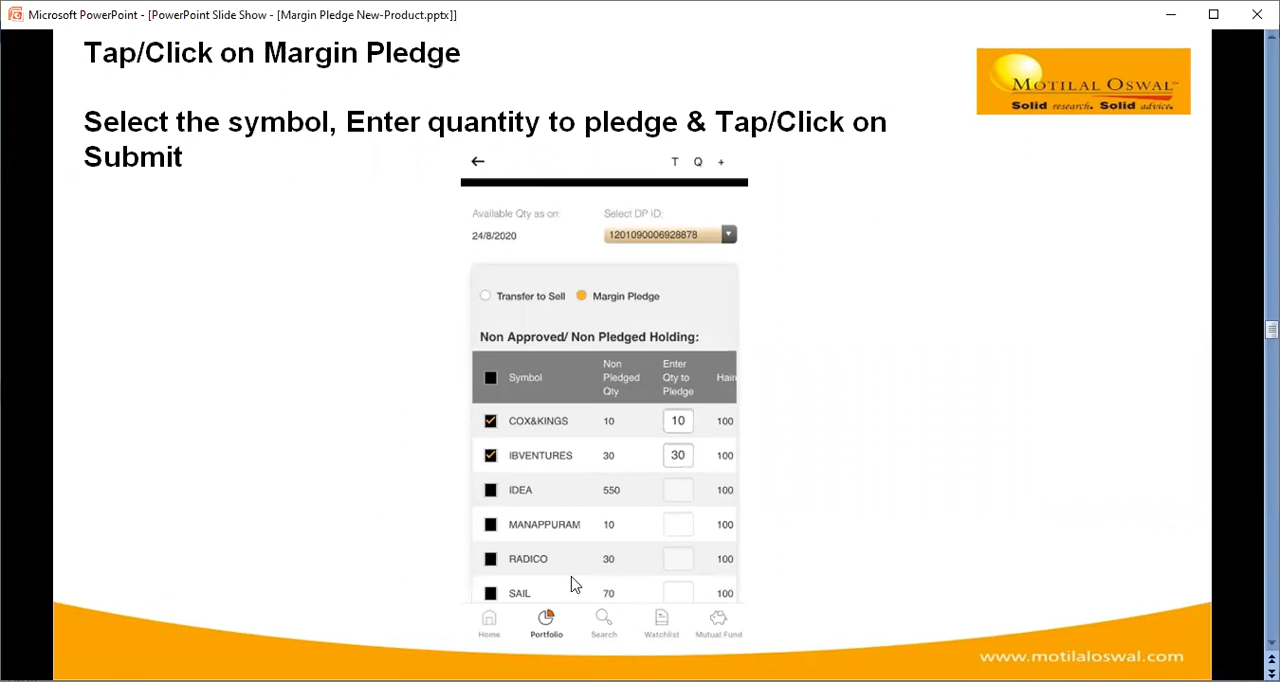 Microsoft PowerPoint - [PowerPoint Slide Show - [Margin Pledge New-Product.pptx]]
Tap/Click on Margin Pledge
MOTILAL OSWAL
Solid research. Solid advice.
Select the symbol, Enter quantity to pledge & Tap/Click on
Submit
T Q +
Available Qty as on: Select DP ID:
24/8/2020 1201090006928878
Transfer to Sell Margin Pledge
Non Approved/ Non Pledged Holding:
Symbol Non Pledged Qty Enter Qty to Pledge Hair
COX&KINGS 10 10 100
IBVENTURES 30 30 100
IDEA 550 100
MANAPPURAM 10 100
RADICO 30 100
SAIL 70 100
Home Portfolio Search Watchlist Mutual Fund
www.motilaloswal.com